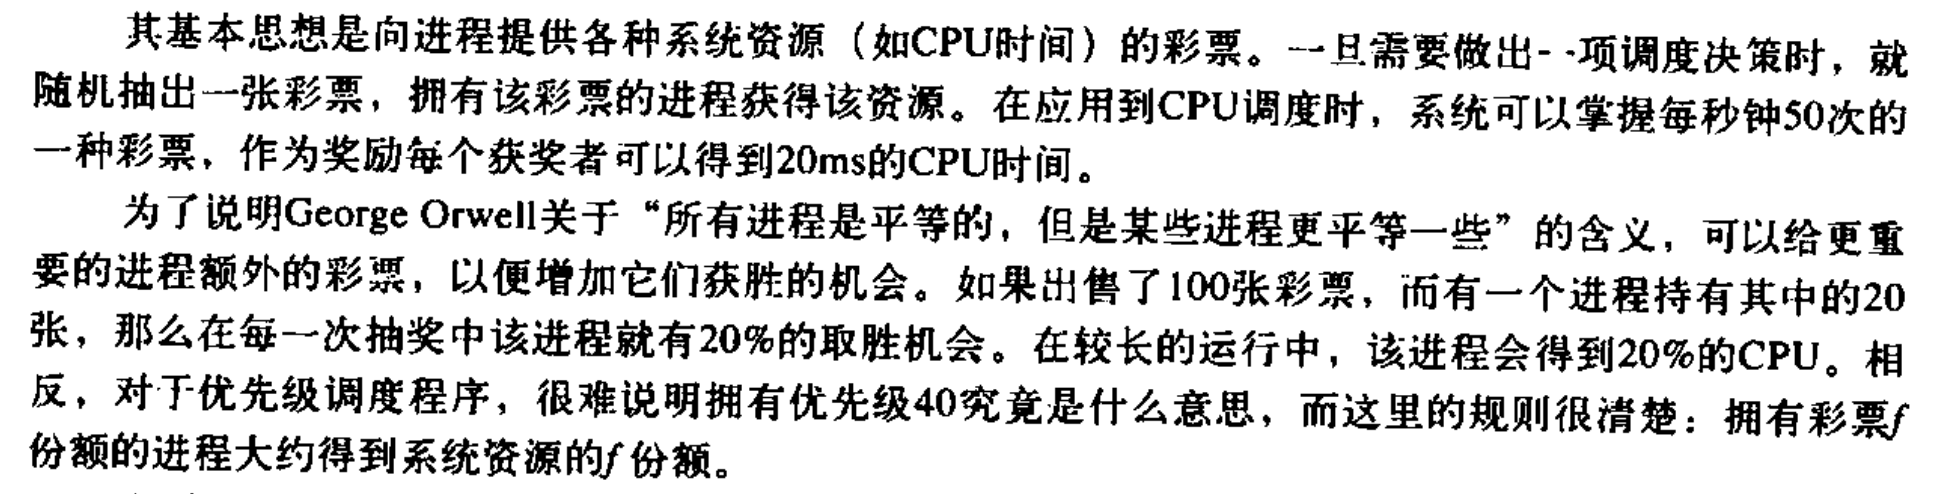 其基本思想是向进程提供各种系统资源（如CPU时间）的彩票。一旦需要做出一项调度决策时，就
随机抽出一张彩票，拥有该彩票的进程获得该资源。在应用到CPU调度时，系统可以掌握每秒钟50次的
一种彩票，作为奖励每个获奖者可以得到20ms的CPU时间。
为了说明George Orwell关于“所有进程是平等的，但是某些进程更平等一些”的含义，可以给更重
要的进程额外的彩票，以便增加它们获胜的机会。如果出售了100张彩票，而有一个进程持有其中的20
张，那么在每一次抽奖中该进程就有20%的取胜机会。在较长的运行中，该进程会得到20%的CPU。相
反，对于优先级调度程序，很难说明拥有优先级40究竟是什么意思，而这里的规则很清楚：拥有彩票f
份额的进程大约得到系统资源的f份额。